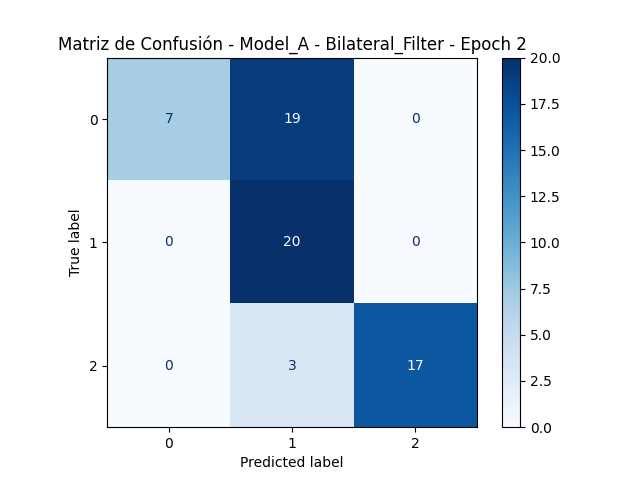 Matriz de Confusión - Model_A - Bilateral_Filter - Epoch 2
20.0
17.5
15.0
12.5
10.0
7.5
5.0
2.5
0.0
True label
0
1
2
7 19 0
0 20 0
0 3 17
0 1 2
Predicted label